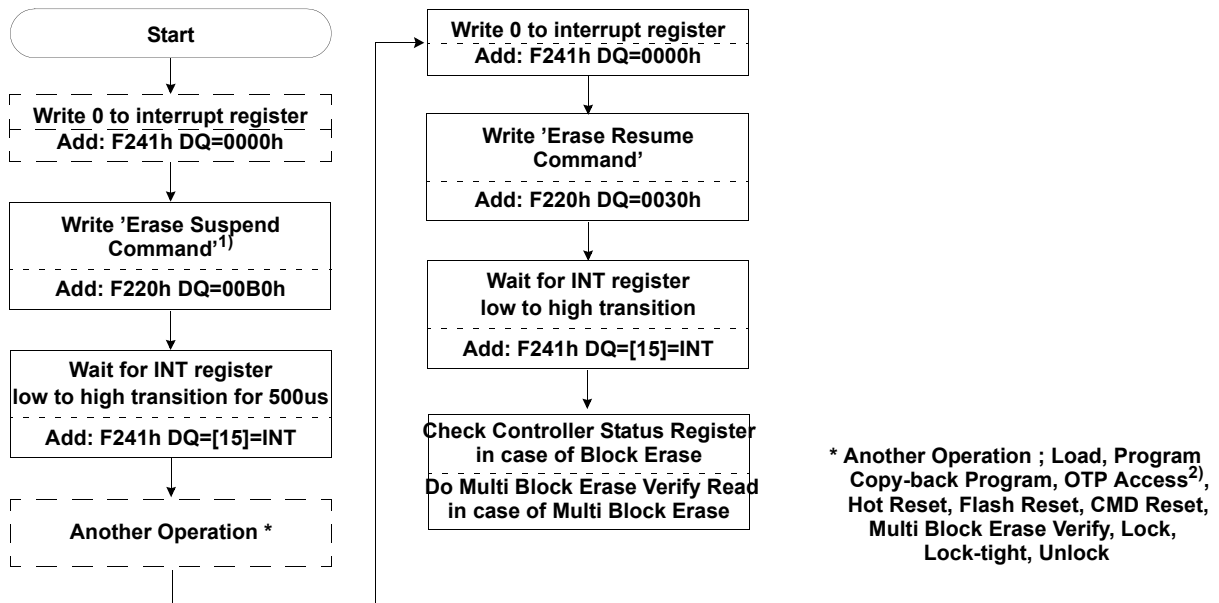 Start
Write 0 to interrupt register
Add: F241h DQ=0000h
Write ’Erase Suspend
Command’1)
Add: F220h DQ=00B0h
Wait for INT register
low to high transition for 500us
Add: F241h DQ=[15]=INT
Another Operation *
Write 0 to interrupt register
Add: F241h DQ=0000h
Write ’Erase Resume
Command’
Add: F220h DQ=0030h
Wait for INT register
low to high transition
Add: F241h DQ=[15]=INT
Check Controller Status Register
in case of Block Erase
Do Multi Block Erase Verify Read
in case of Multi Block Erase
* Another Operation ; Load, Program
Copy-back Program, OTP Access2),
Hot Reset, Flash Reset, CMD Reset,
Multi Block Erase Verify, Lock,
Lock-tight, Unlock